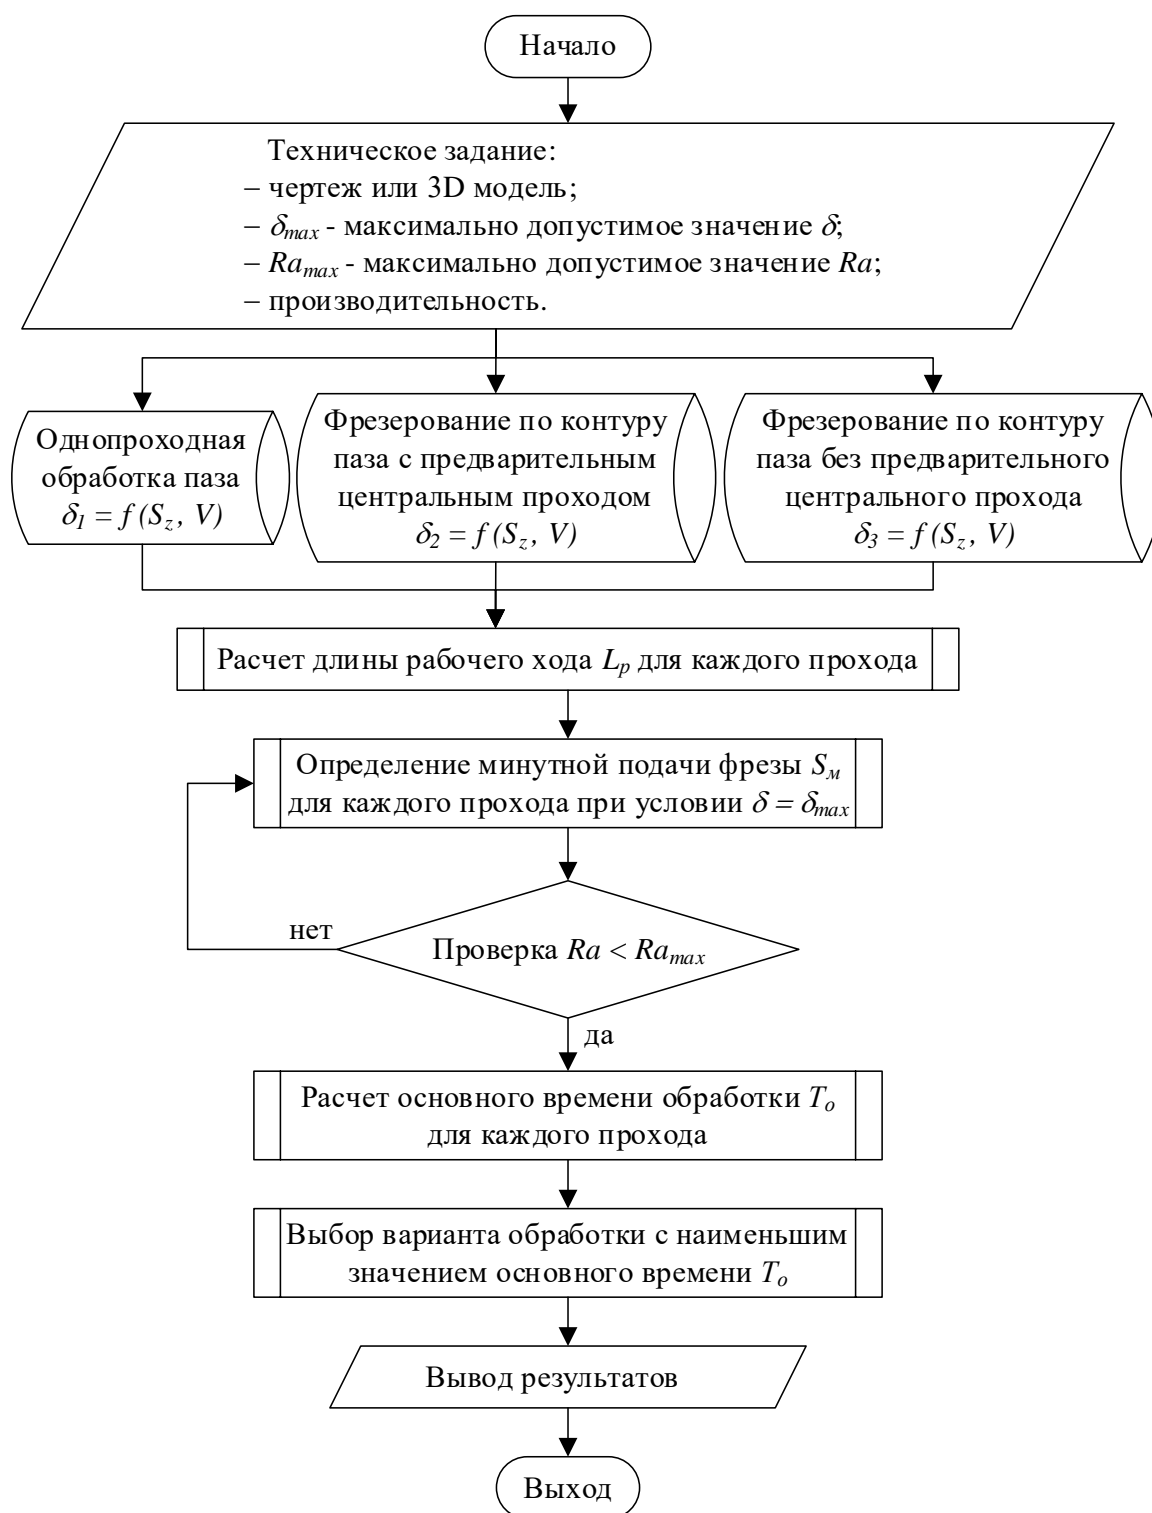 Начало
Техническое задание:
– чертеж или 3D модель;
– δmax - максимально допустимое значение δ;
– Ramax - максимально допустимое значение Ra;
– производительность.
Однопроходная
обработка паза
δ1 = f (Sz, V)
Фрезерование по контуру
паза с предварительным
центральным проходом
δ2 = f (Sz, V)
Фрезерование по контуру
паза без предварительного
центрального прохода
δ3 = f (Sz, V)
Расчет длины рабочего хода Lp для каждого прохода
Определение минутной подачи фрезы Sм
для каждого прохода при условии δ = δmax
нет
Проверка Ra < Ramax
да
Расчет основного времени обработки To
для каждого прохода
Выбор варианта обработки с наименьшим
значением основного времени To
Вывод результатов
Выход